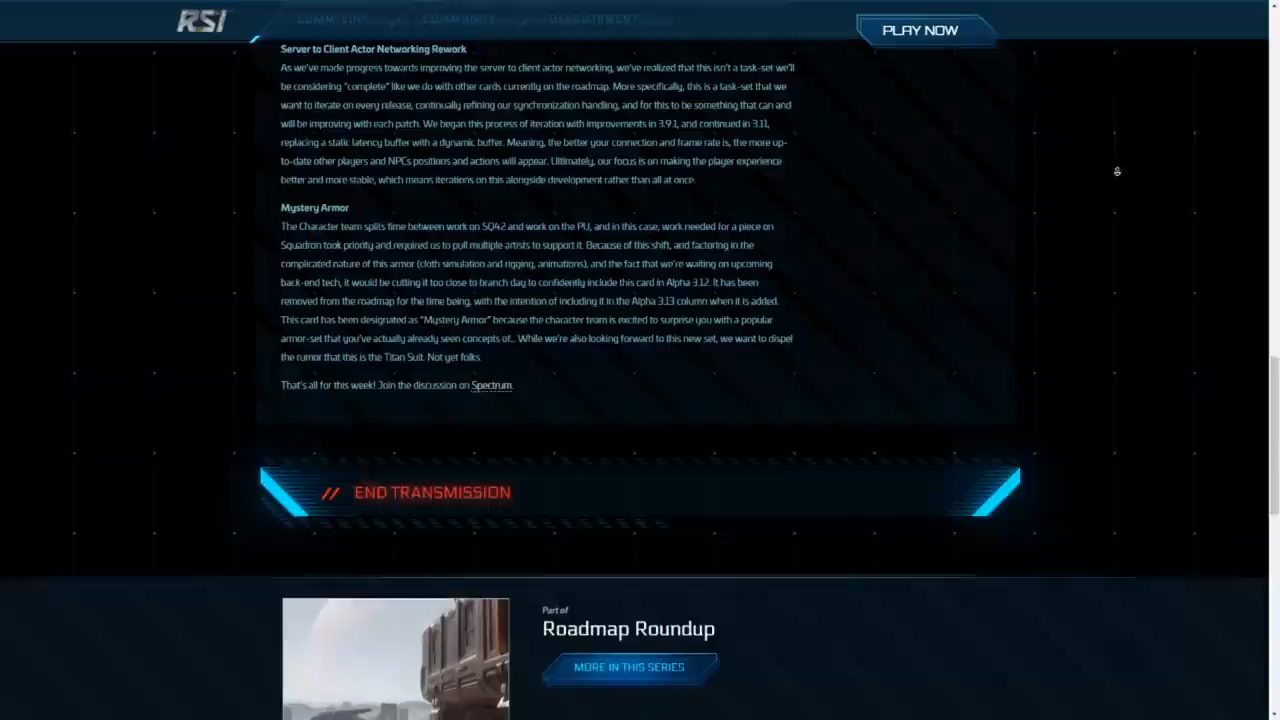 RSI
COMM-LINK COMMUNITY DEVELOPMENT
PLAY NOW
Server to Client Actor Networking Rework
As we've made progress towards improving the server to client actor networking, we've realized that this isn't a task-set we'll
be considering "complete" like we do with other cards currently on the roadmap. More specifically, this is a task-set that we
want to iterate on every release, continually refining our synchronization handling, and for this to be something that can and
will be improving with each patch. We began this process of iteration with improvements in 3.9.1, and continued in 3.11,
replacing a static latency buffer with a dynamic buffer. Meaning, the better your connection and frame rate is, the more up-
to-date other players and NPCs positions and actions will appear. Ultimately, our focus is on making the player experience
better and more stable, which means iterations on this alongside development rather than all at once.
Mystery Armor
The Character team splits time between work on SQ42 and work on the PU, and in this case, work needed for a piece on
Squadron took priority and required us to pull multiple artists to support it. Because of this shift, and factoring in the
complicated nature of this armor (cloth simulation and rigging, animations), and the fact that we're waiting on upcoming
back-end tech, it would be cutting it too close to branch day to confidently include this card in Alpha 3.12. It has been
removed from the roadmap for the time being, with the intention of including it in the Alpha 3.13 column when it is added.
This card has been designated as "Mystery Armor" because the character team is excited to surprise you with a popular
armor-set that you've actually already seen concepts of... While we're also looking forward to this new set, we want to dispel
the rumor that this is the Titan Suit. Not yet folks.
That's all for this week! Join the discussion on Spectrum.
// END TRANSMISSION
Part of
Roadmap Roundup
MORE IN THIS SERIES